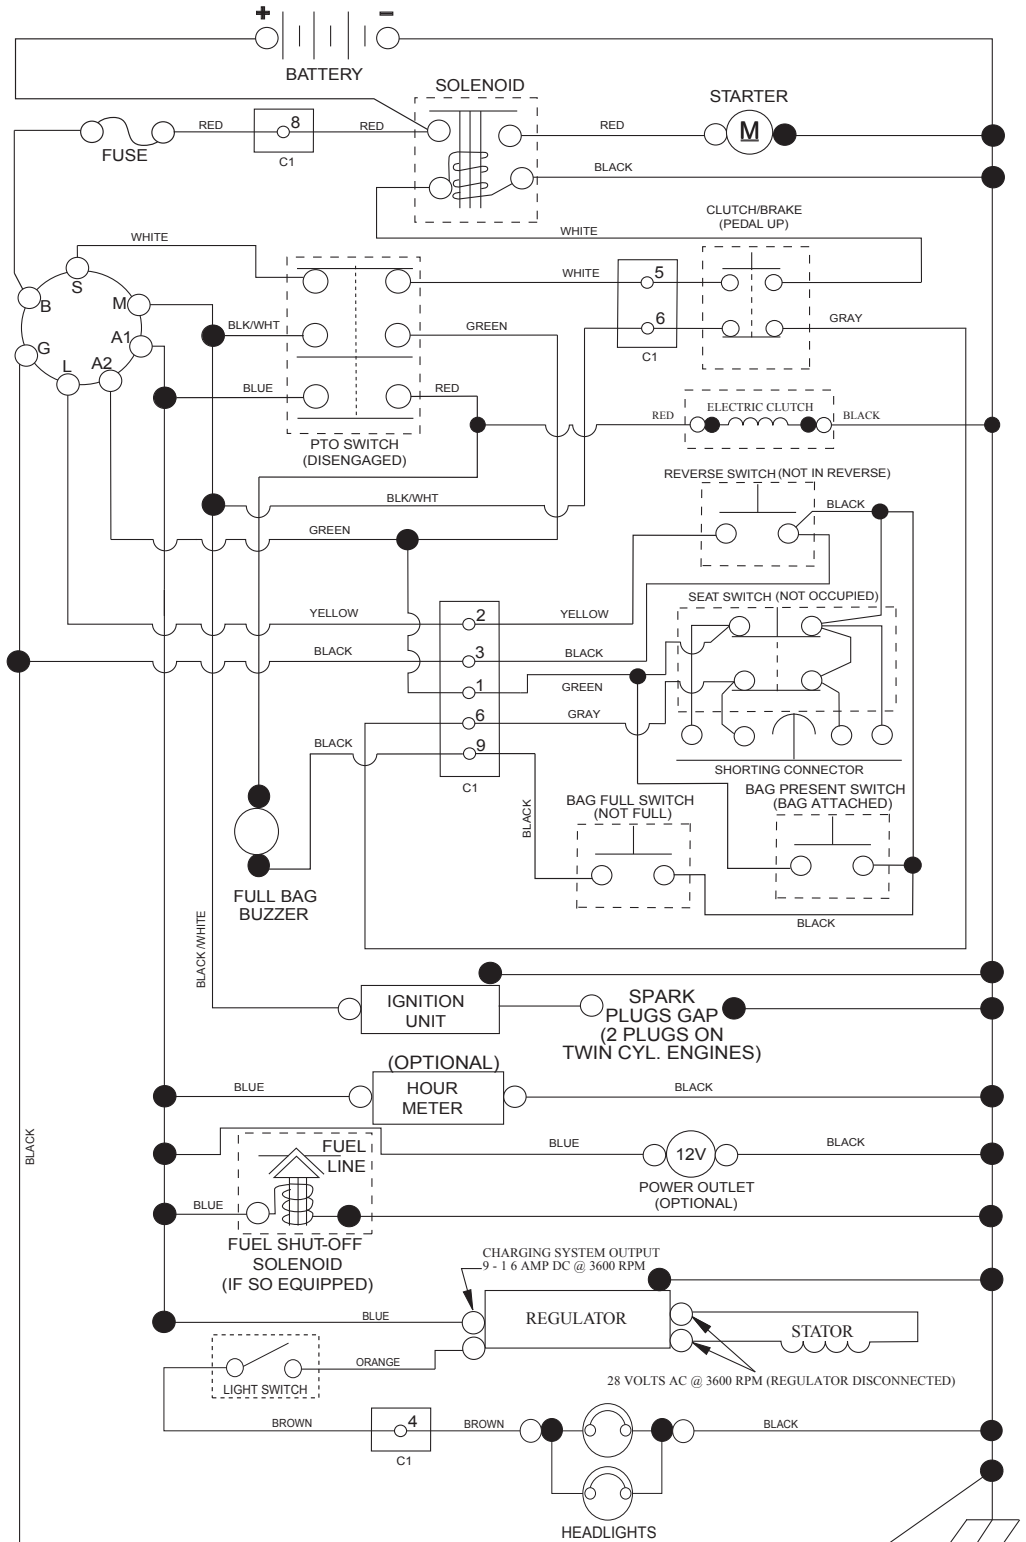 + −
BATTERY
SOLENOID
STARTER
M
FUSE
RED
8
C1
RED
RED
BLACK
WHITE
CLUTCH/BRAKE
(PEDAL UP)
WHITE
WHITE
5
6
C1
GRAY
S
B
M
G
A1
L
A2
BLK/WHT
GREEN
BLUE
RED
PTO SWITCH
(DISENGAGED)
RED
ELECTRIC CLUTCH
BLACK
REVERSE SWITCH (NOT IN REVERSE)
BLACK
BLK/WHT
GREEN
SEAT SWITCH (NOT OCCUPIED)
YELLOW
2
YELLOW
BLACK
3
BLACK
1
GREEN
6
GRAY
BLACK
9
C1
SHORTING CONNECTOR
BAG PRESENT SWITCH
(BAG ATTACHED)
BAG FULL SWITCH
(NOT FULL)
BLACK
FULL BAG
BUZZER
BLACK
BLACK /WHITE
IGNITION
UNIT
SPARK
PLUGS GAP
(2 PLUGS ON
TWIN CYL. ENGINES)
(OPTIONAL)
BLUE
HOUR
METER
BLACK
BLACK
FUEL
LINE
BLUE
12V
BLACK
POWER OUTLET
(OPTIONAL)
BLUE
FUEL SHUT-OFF
SOLENOID
(IF SO EQUIPPED)
CHARGING SYSTEM OUTPUT
9 - 1 6 AMP DC @ 3600 RPM
BLUE
REGULATOR
STATOR
ORANGE
LIGHT SWITCH
28 VOLTS AC @ 3600 RPM (REGULATOR DISCONNECTED)
BROWN
4
C1
BROWN
BLACK
HEADLIGHTS